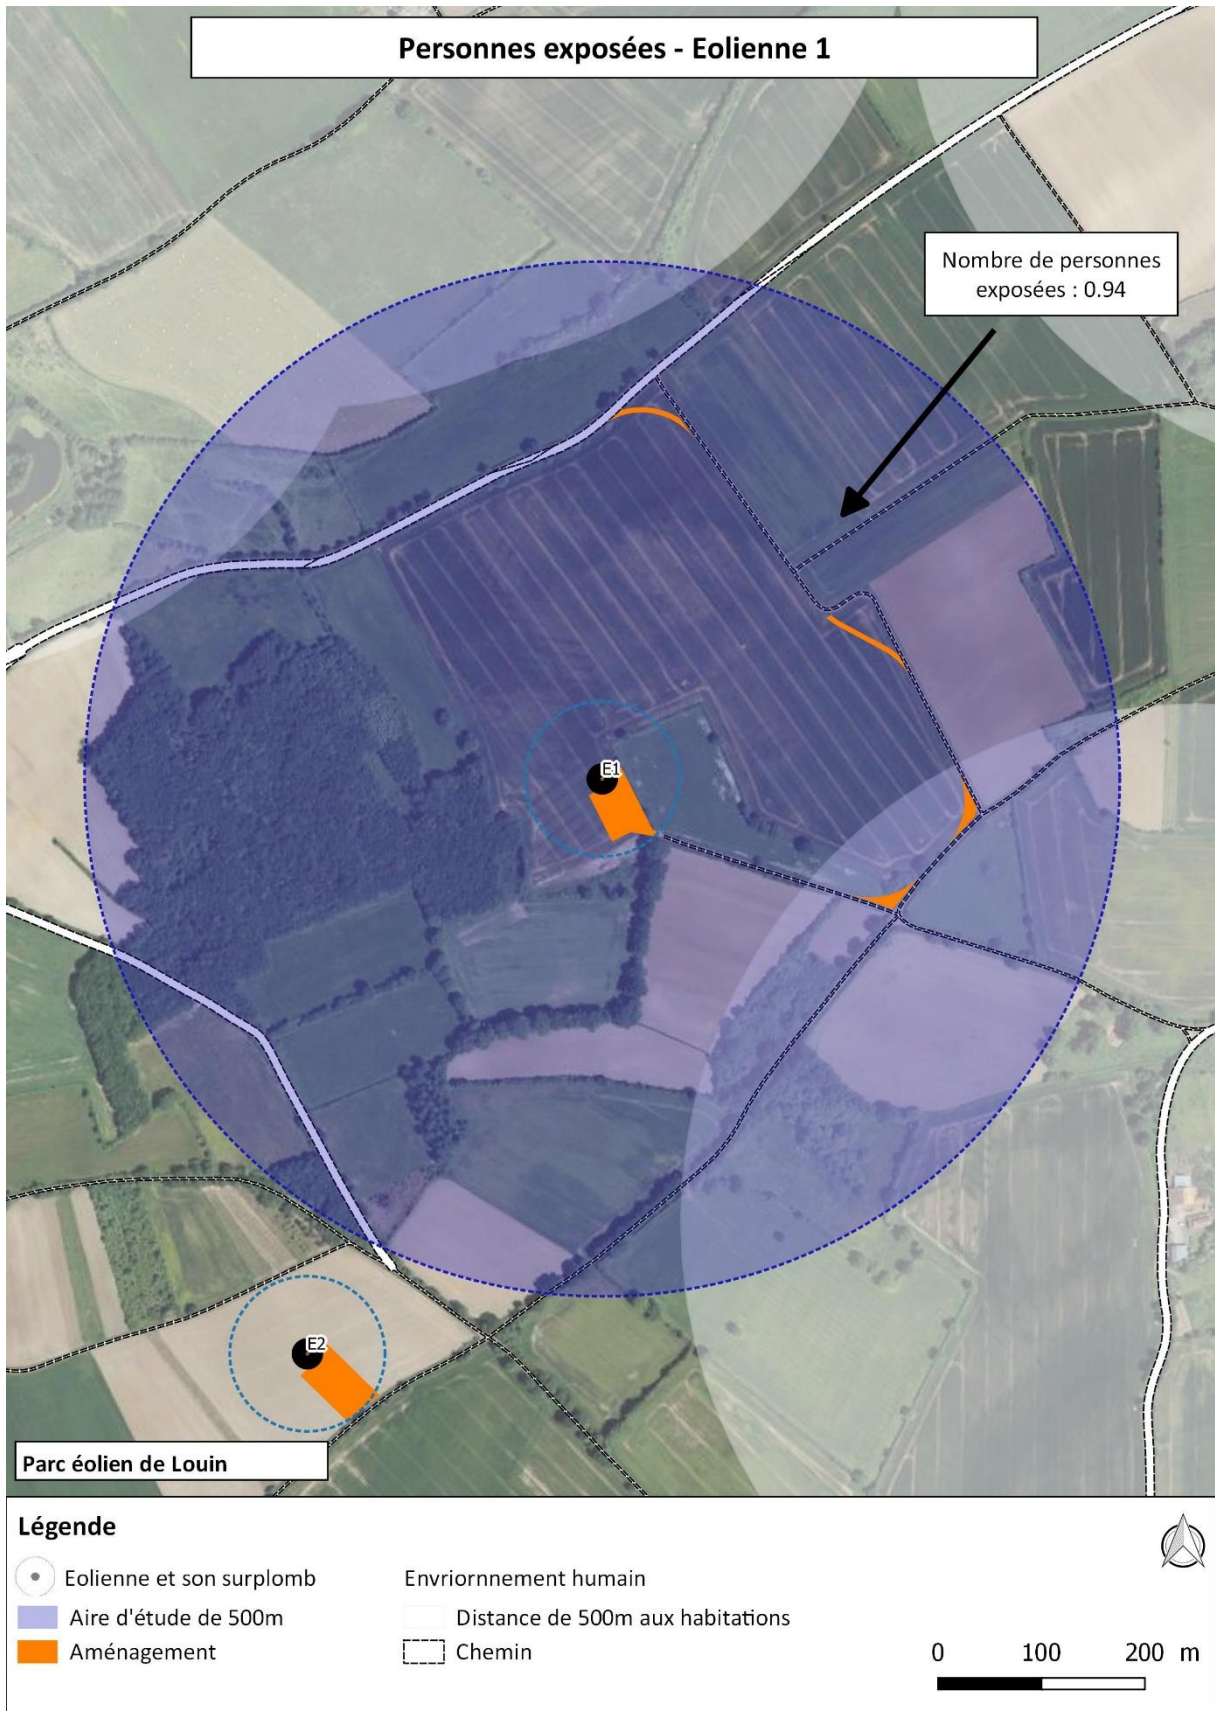 Personnes exposées - Eolienne 1
Nombre de personnes
exposées : 0.94
E1
E2
Parc éolien de Louin
Légende
Eolienne et son surplomb
Aire d'étude de 500m
Aménagement
Envriornnement humain
Distance de 500m aux habitations
Chemin
0 100 200 m